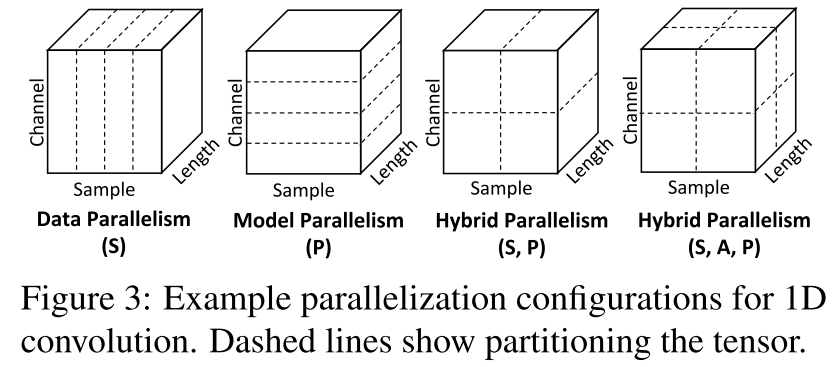 Channel
Sample
Length
Data Parallelism
(S)
Channel
Sample
Length
Model Parallelism
(P)
Channel
Sample
Length
Hybrid Parallelism
(S, P)
Channel
Sample
Length
Hybrid Parallelism
(S, A, P)
Figure 3: Example parallelization configurations for 1D
convolution. Dashed lines show partitioning the tensor.